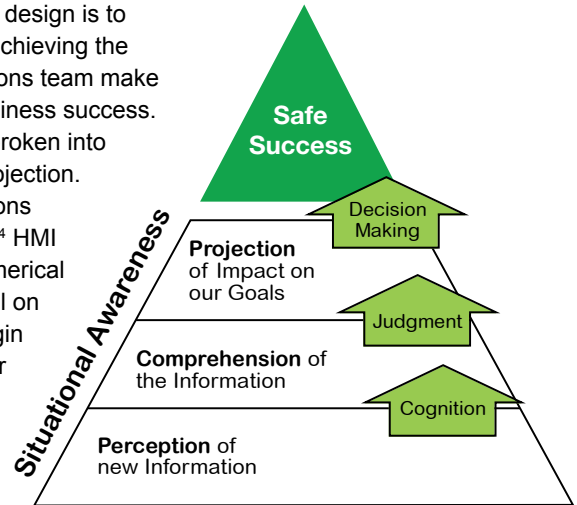 design is to
chieving the
ons team make
iness success.
roken into
ojection.
ons
⁴ HMI
nerical
l on
gin
r
Safe
Success
Decision
Making
Situational Awareness
Projection
of Impact on
our Goals
Judgment
Comprehension of
the Information
Cognition
Perception of
new Information